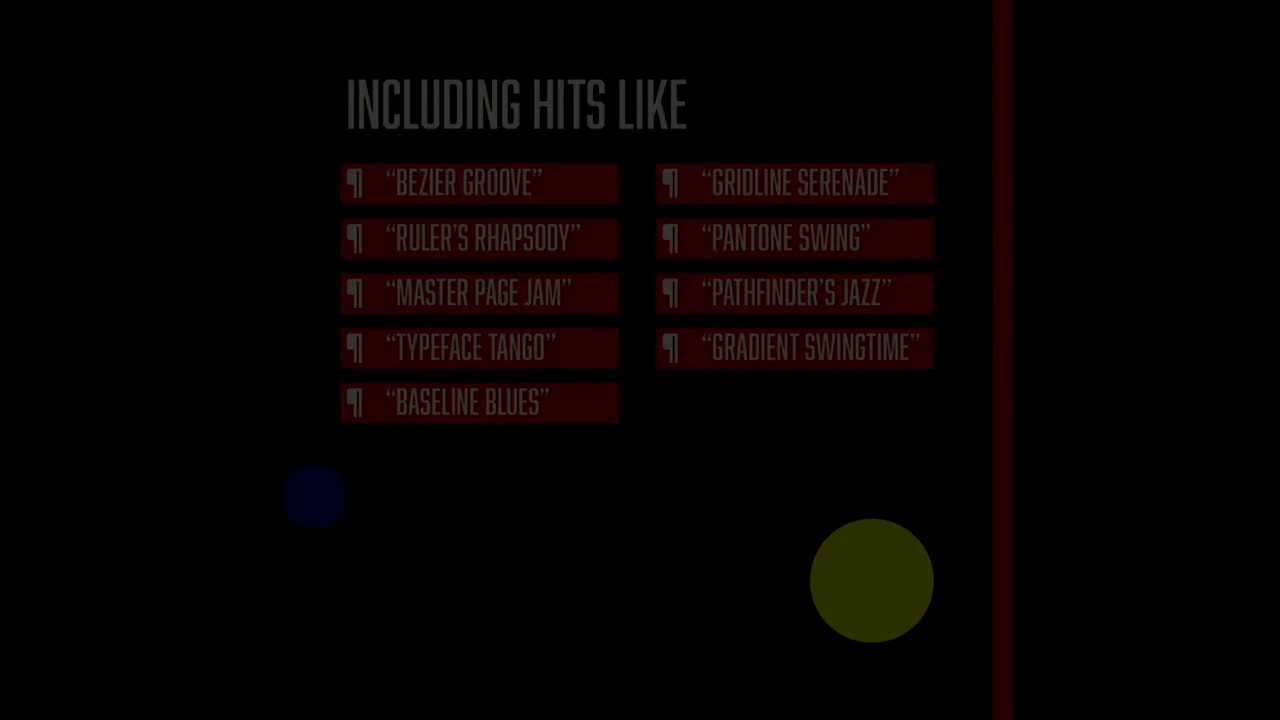 INCLUDING HITS LIKE
¶ “BEZIER GROOVE”
¶ “RULER’S RHAPSODY”
¶ “MASTER PAGE JAM”
¶ “TYPEFACE TANGO”
¶ “BASELINE BLUES”
¶ “GRIDLINE SERENADE”
¶ “PANTONE SWING”
¶ “PATHFINDER’S JAZZ”
¶ “GRADIENT SWINGTIME”